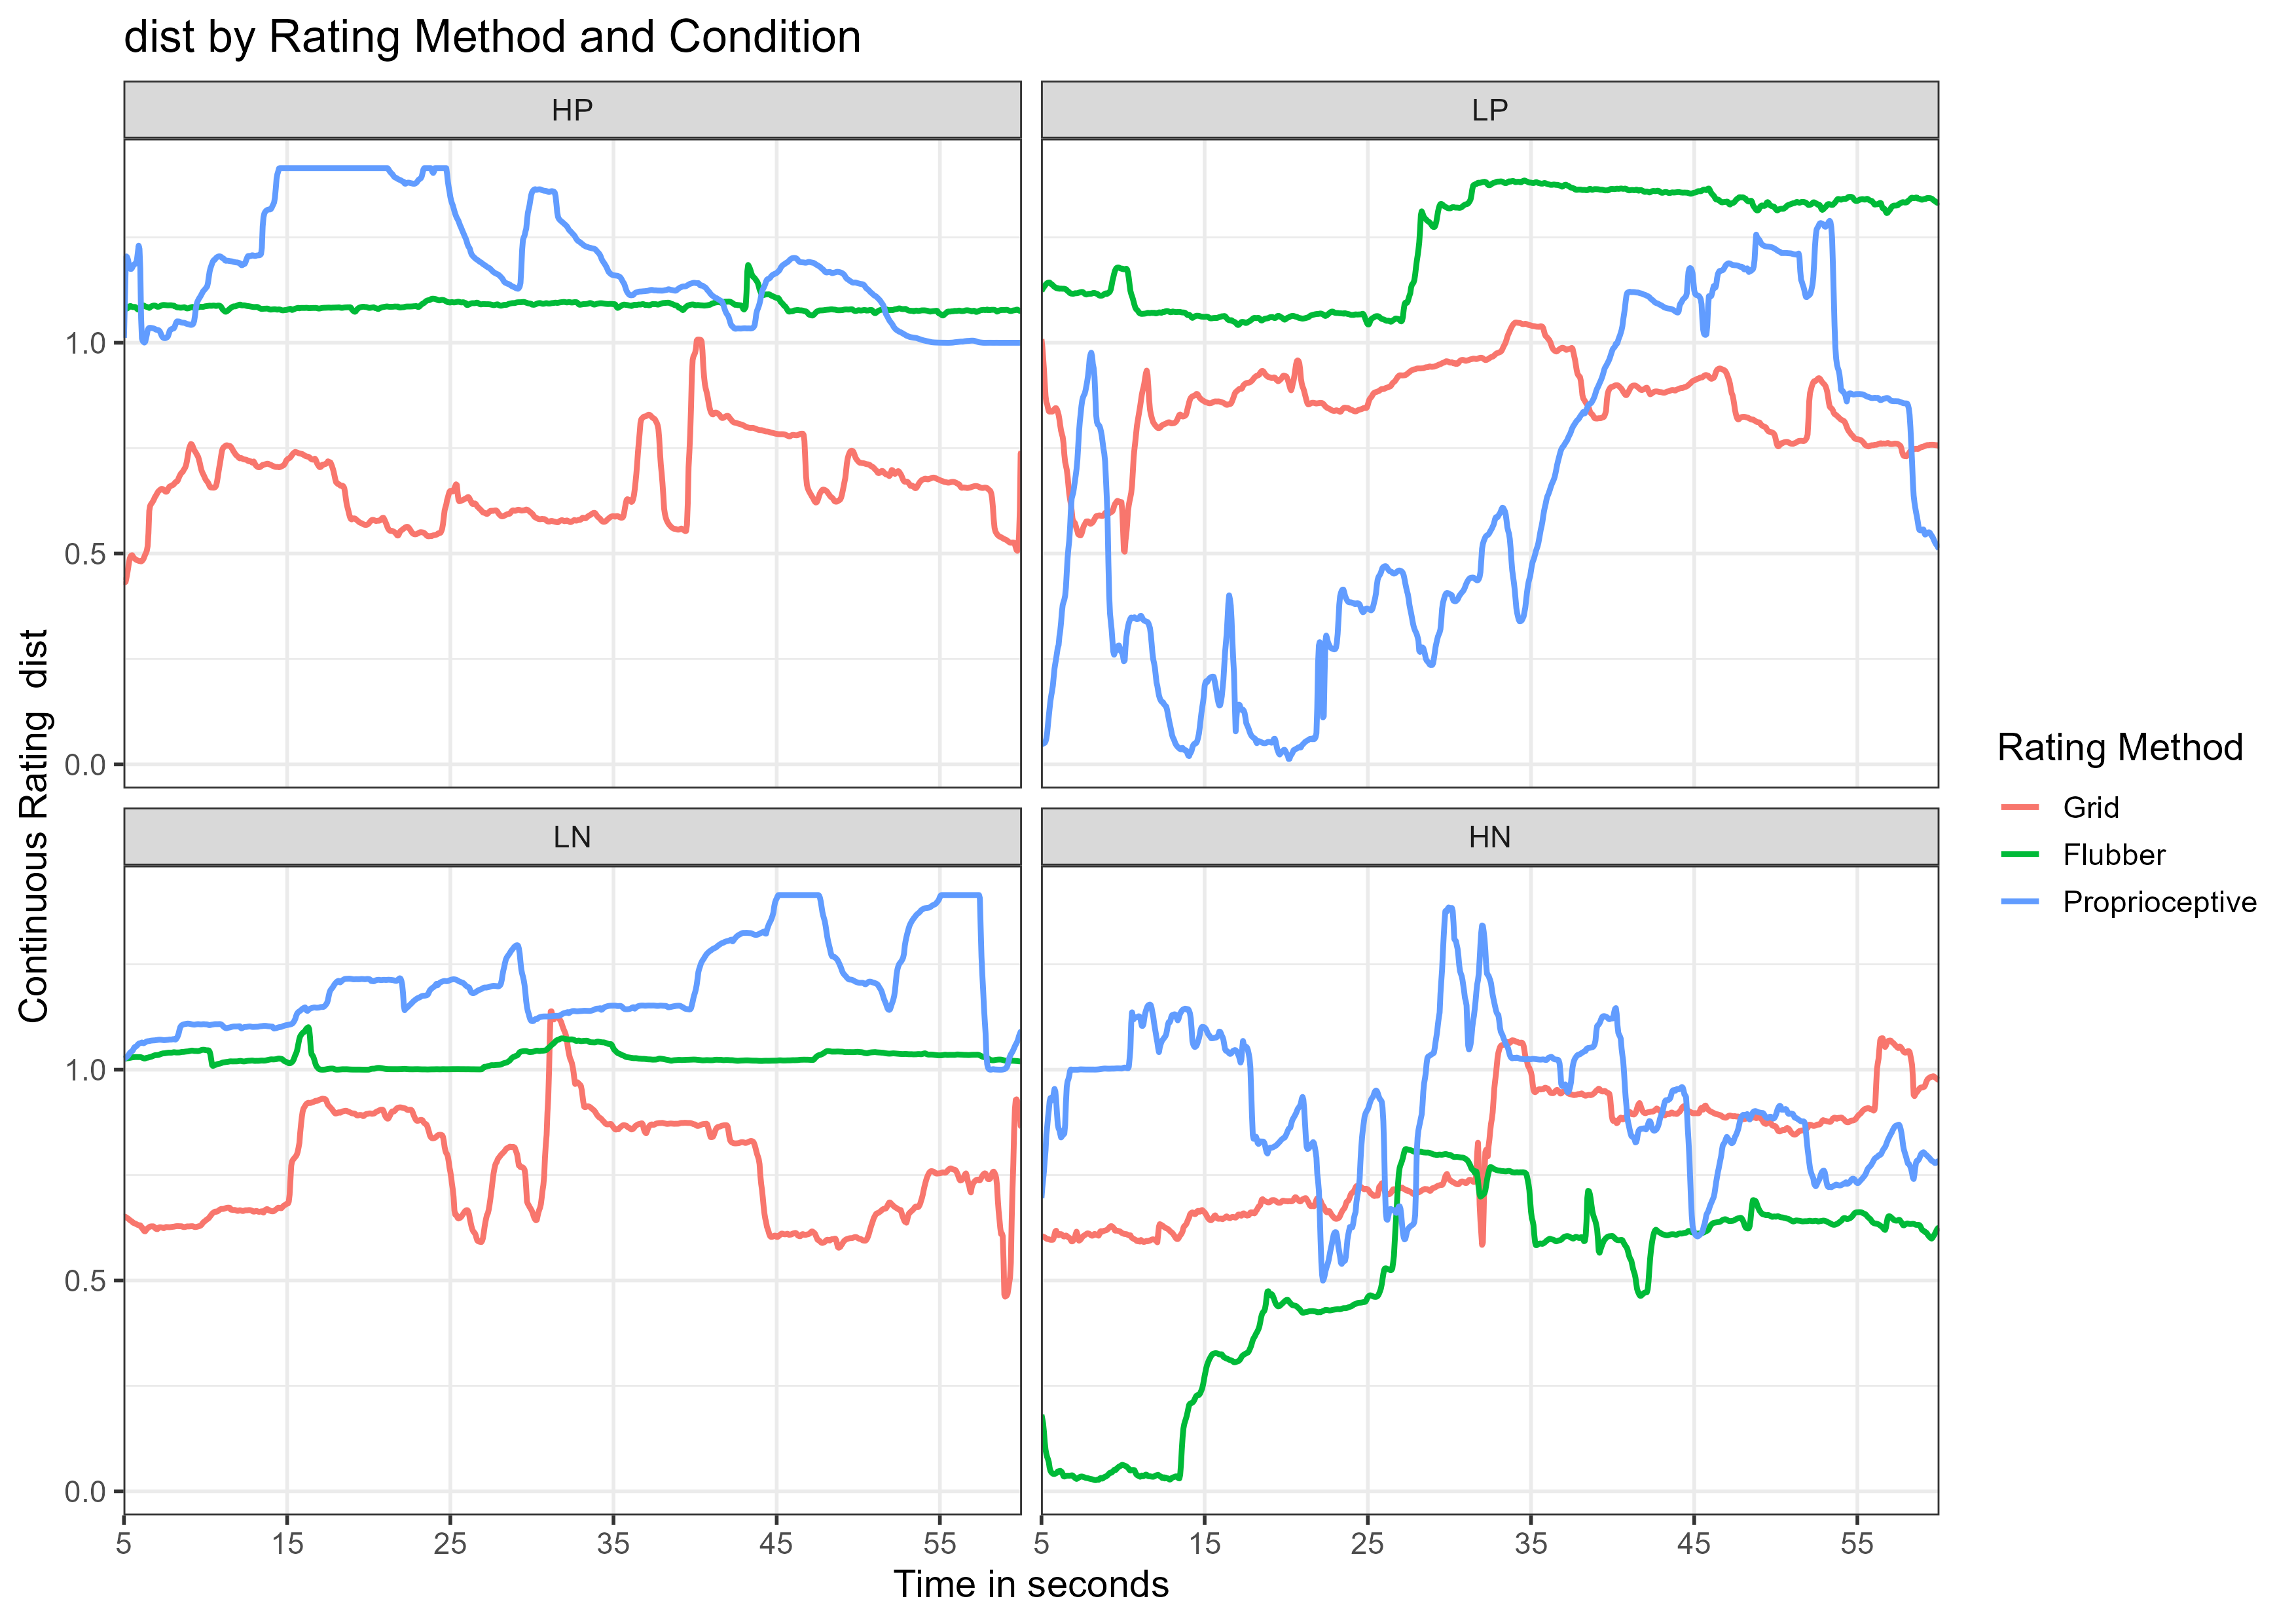 dist by Rating Method and Condition
HP
LP
1.0
0.5
0.0
LN
HN
1.0
0.5
0.0
5 15 25 35 45 55
5 15 25 35 45 55
Time in seconds
Continuous Rating dist
Rating Method
Grid
Flubber
Proprioceptive